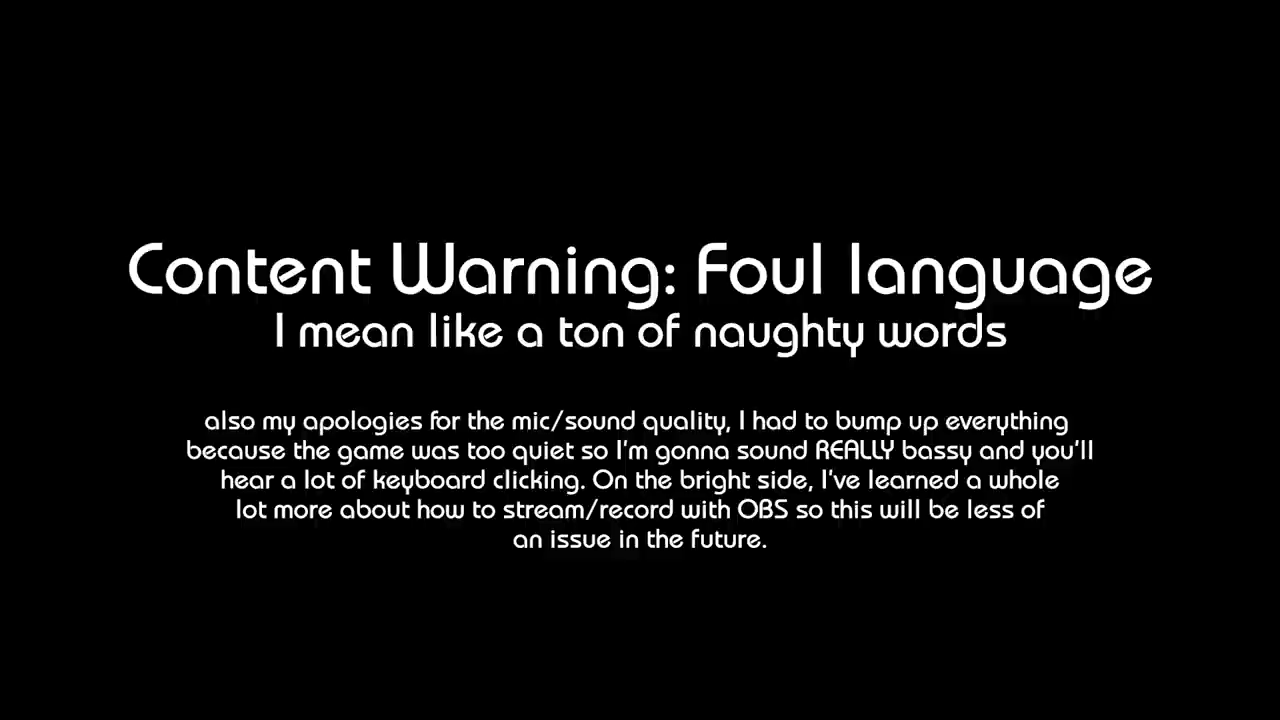 Content Warning: Foul language
I mean like a ton of naughty words
also my apologies for the mic/sound quality, I had to bump up everything
because the game was too quiet so I'm gonna sound REALLY bassy and you'll
hear a lot of keyboard clicking. On the bright side, I've learned a whole
lot more about how to stream/record with OBS so this will be less of
an issue in the future.